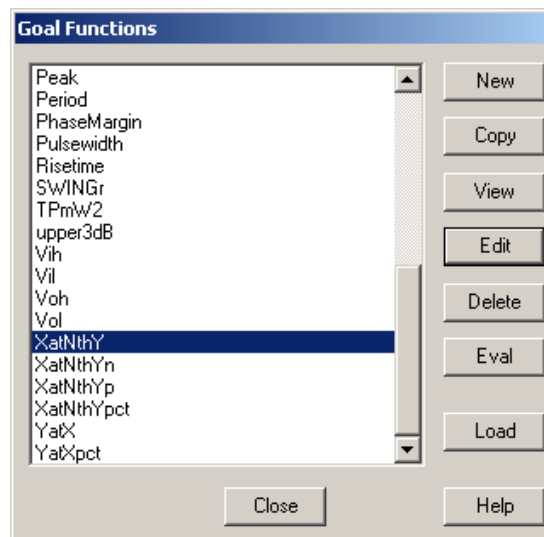 Goal Functions
Peak
Period
PhaseMargin
Pulsewidth
Risetime
SWINGr
TPmW2
upper3dB
Vih
Vil
Voh
Vol
XatNthY
XatNthYn
XatNthYp
XatNthYpct
YatX
YatXpct
New
Copy
View
Edit
Delete
Eval
Load
Close
Help